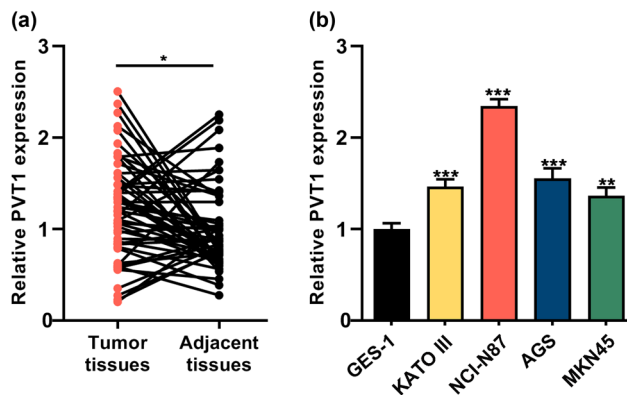 (a)
Relative PVT1 expression
3
2
1
0
*
Tumor
tissues
Adjacent
tissues
(b)
Relative PVT1 expression
3
2
1
0
***
***
***
**
GES-1
KATO III
NCI-N87
AGS
MKN45